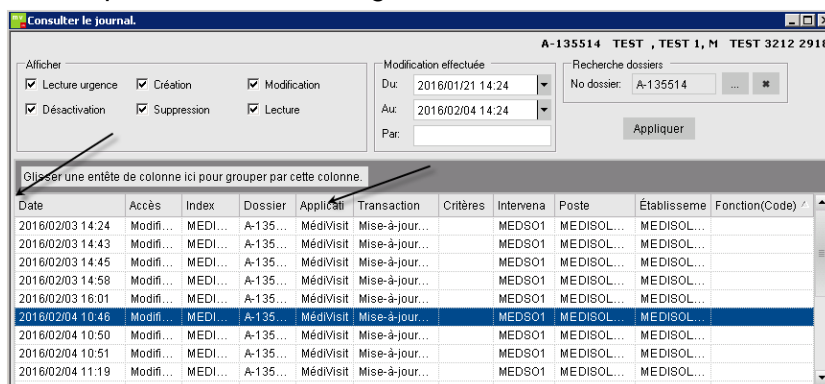 Consulter le journal.
A-135514 TEST , TEST 1, M TEST 3212 2918
Afficher
Lecture urgence Création Modification
Désactivation Suppression Lecture
Modification effectuée
Du: 2016/01/21 14:24
Au: 2016/02/04 14:24
Par:
Recherche dossiers
No dossier: A-135514 ...
Appliquer
Glisser une entête de colonne ici pour grouper par cette colonne.
Date Accès Index Dossier Applicati Transaction Critères Intervena Poste Établisseme Fonction(Code)
2016/02/03 14:24 Modifi... MEDI... A-135... MédiVisit Mise-à-jour... MEDSO1 MEDISOL... MEDISOL...
2016/02/03 14:43 Modifi... MEDI... A-135... MédiVisit Mise-à-jour... MEDSO1 MEDISOL... MEDISOL...
2016/02/03 14:45 Modifi... MEDI... A-135... MédiVisit Mise-à-jour... MEDSO1 MEDISOL... MEDISOL...
2016/02/03 14:58 Modifi... MEDI... A-135... MédiVisit Mise-à-jour... MEDSO1 MEDISOL... MEDISOL...
2016/02/03 16:01 Modifi... MEDI... A-135... MédiVisit Mise-à-jour... MEDSO1 MEDISOL... MEDISOL...
2016/02/04 10:46 Modifi... MEDI... A-135... MédiVisit Mise-à-jour... MEDSO1 MEDISOL... MEDISOL...
2016/02/04 10:50 Modifi... MEDI... A-135... MédiVisit Mise-à-jour... MEDSO1 MEDISOL... MEDISOL...
2016/02/04 10:51 Modifi... MEDI... A-135... MédiVisit Mise-à-jour... MEDSO1 MEDISOL... MEDISOL...
2016/02/04 11:19 Modifi... MEDI... A-135... MédiVisit Mise-à-jour... MEDSO1 MEDISOL... MEDISOL...